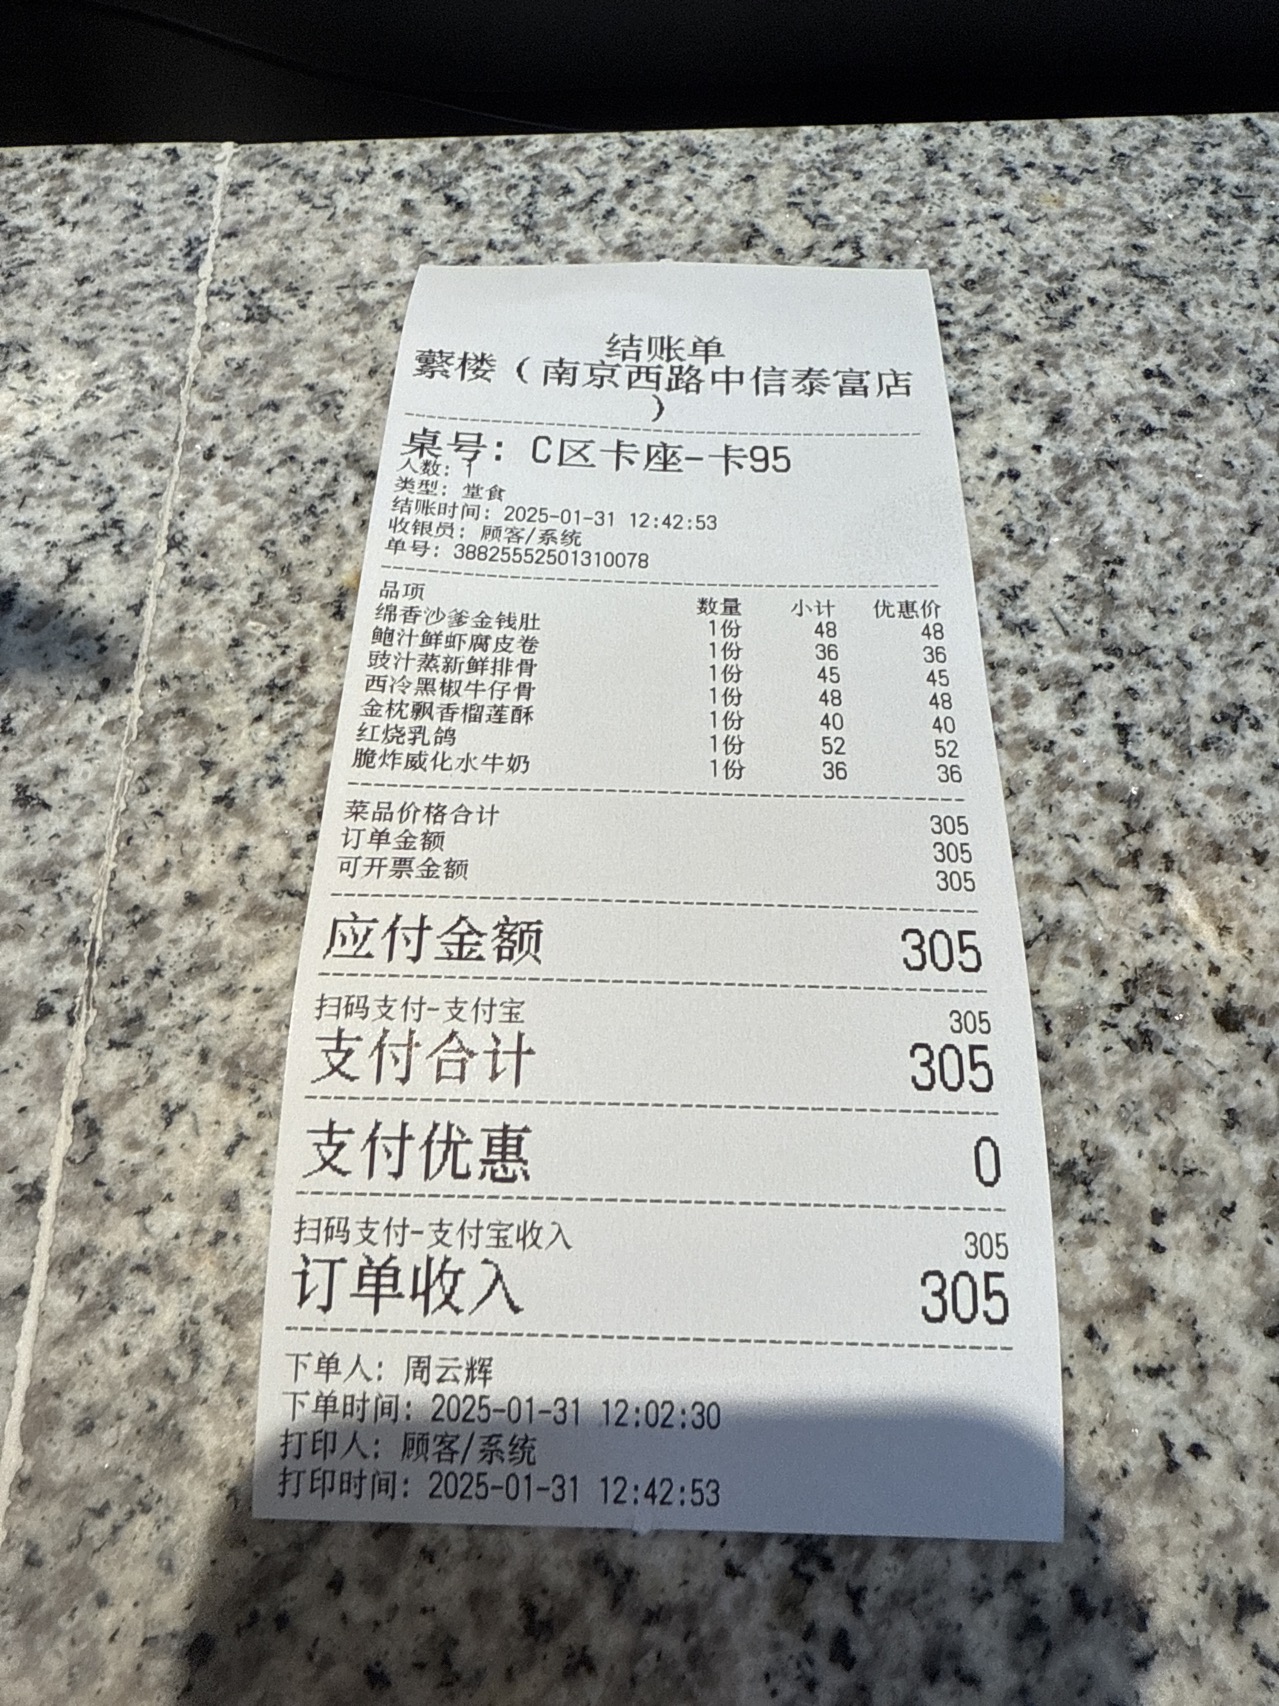 结账单
蘩楼（南京西路中信泰富店
）
桌号：C区卡座-卡95
人数：1
类型：堂食
结账时间：2025-01-31 12:42:53
收银员：顾客/系统
单号：38825552501310078
品项 数量 小计 优惠价
绵香沙爹金钱肚 1份 48 48
鲍汁鲜虾腐皮卷 1份 36 36
豉汁蒸新鲜排骨 1份 45 45
西冷黑椒牛仔骨 1份 48 48
金枕飘香榴莲酥 1份 40 40
红烧乳鸽 1份 52 52
脆炸威化水牛奶 1份 36 36
菜品价格合计 305
订单金额 305
可开票金额 305
应付金额 305
扫码支付-支付宝 305
支付合计 305
支付优惠 0
扫码支付-支付宝收入 305
订单收入 305
下单人：周云辉
下单时间：2025-01-31 12:02:30
打印人：顾客/系统
打印时间：2025-01-31 12:42:53